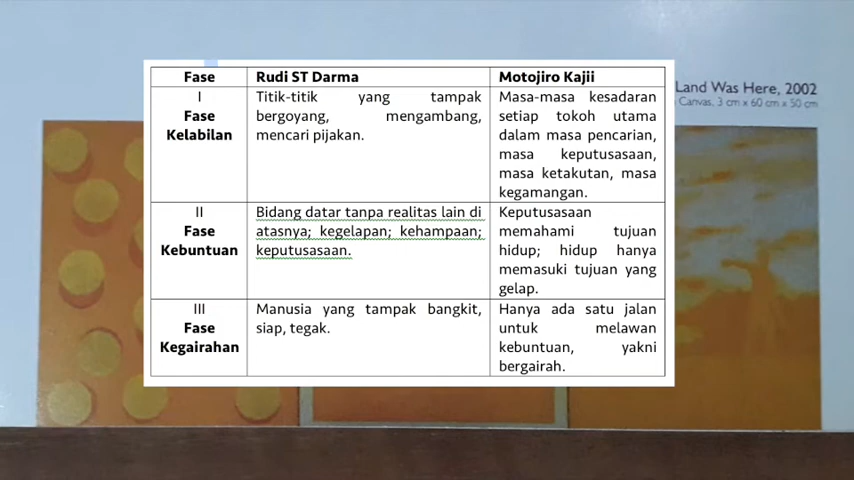 Land Was Here, 2002
Canvas, 3 cm x 60 cm x 50 cm
Fase
Rudi ST Darma
Motojiro Kajii
I
Fase
Kelabilan
Titik-titik yang tampak
bergoyang, mengambang,
mencari pijakan.
Masa-masa kesadaran
setiap tokoh utama
dalam masa pencarian,
masa keputusasaan,
masa ketakutan, masa
kegamangan.
II
Fase
Kebuntuan
Bidang datar tanpa realitas lain di
atasnya; kegelapan; kehampaan;
keputusasaan.
Keputusasaan
memahami tujuan
hidup; hidup hanya
memasuki tujuan yang
gelap.
III
Fase
Kegairahan
Manusia yang tampak bangkit,
siap, tegak.
Hanya ada satu jalan
untuk melawan
kebuntuan, yakni
bergairah.